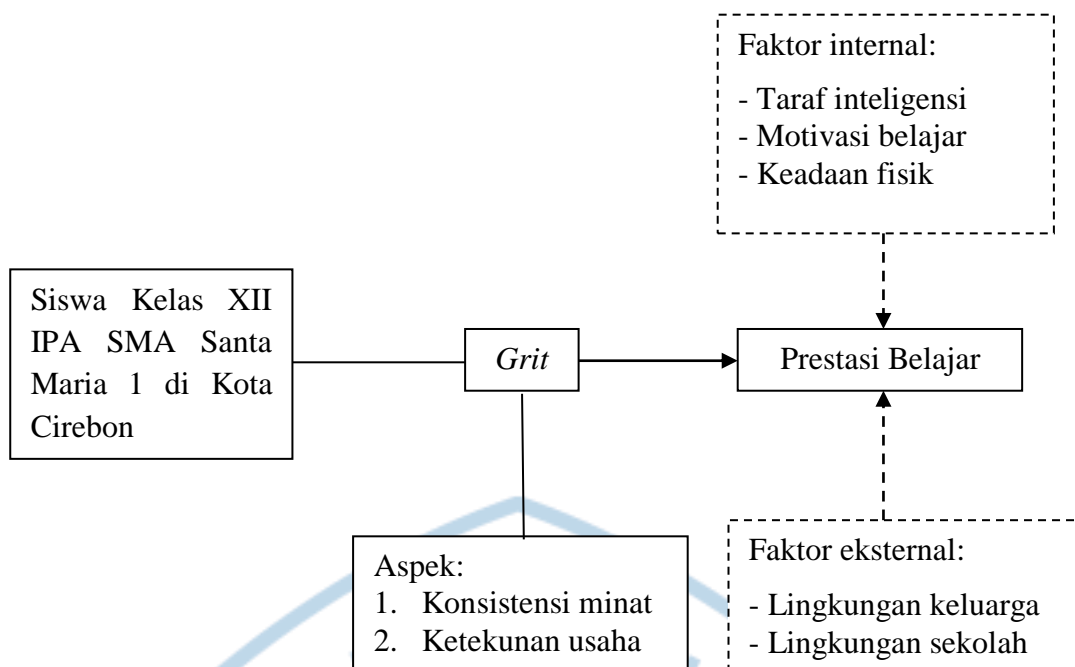 Faktor internal:
- Taraf inteligensi
- Motivasi belajar
- Keadaan fisik
Siswa Kelas XII
IPA SMA Santa
Maria 1 di Kota
Cirebon
Grit
Prestasi Belajar
Aspek:
1. Konsistensi minat
2. Ketekunan usaha
Faktor eksternal:
- Lingkungan keluarga
- Lingkungan sekolah